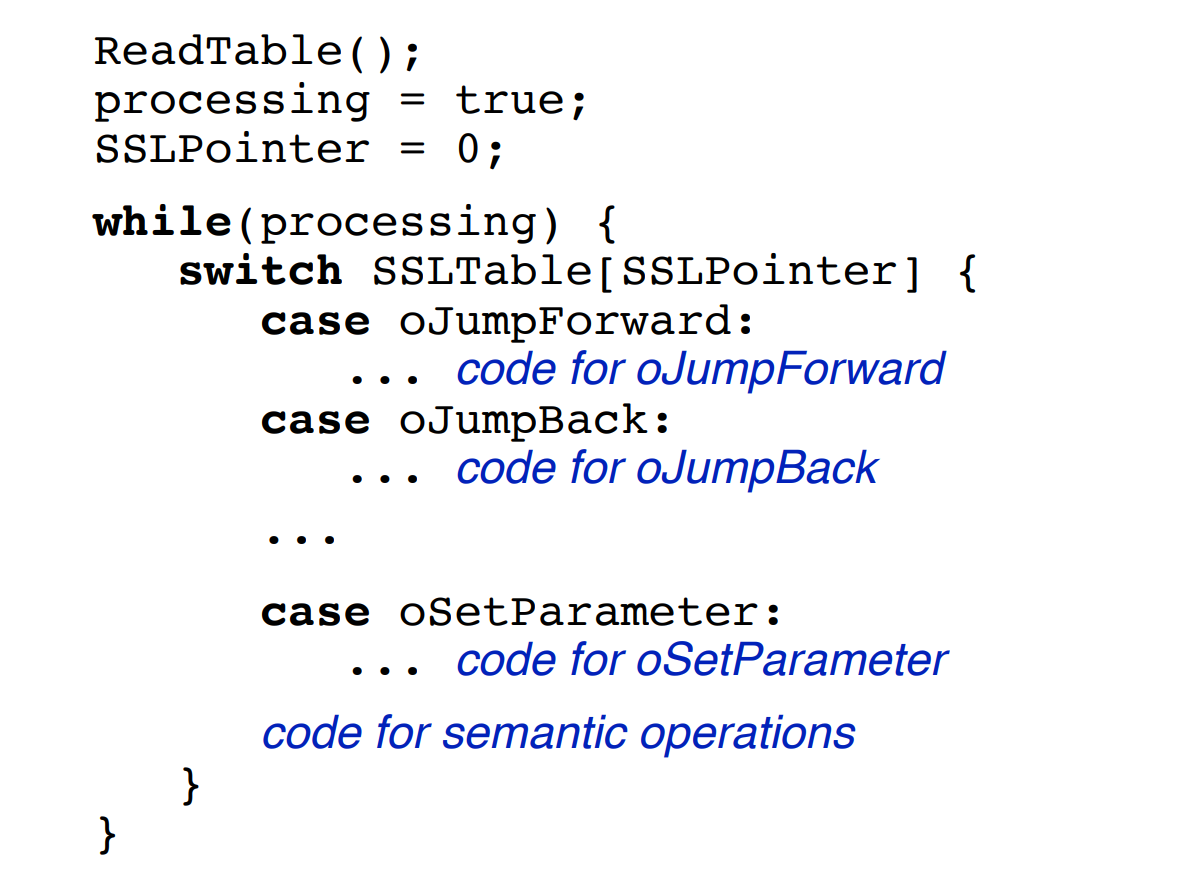 ReadTable();
processing = true;
SSLPointer = 0;
while(processing) {
switch SSLTable[SSLPointer] {
case oJumpForward:
... code for oJumpForward
case oJumpBack:
... code for oJumpBack
...
case oSetParameter:
... code for oSetParameter
code for semantic operations
}
}